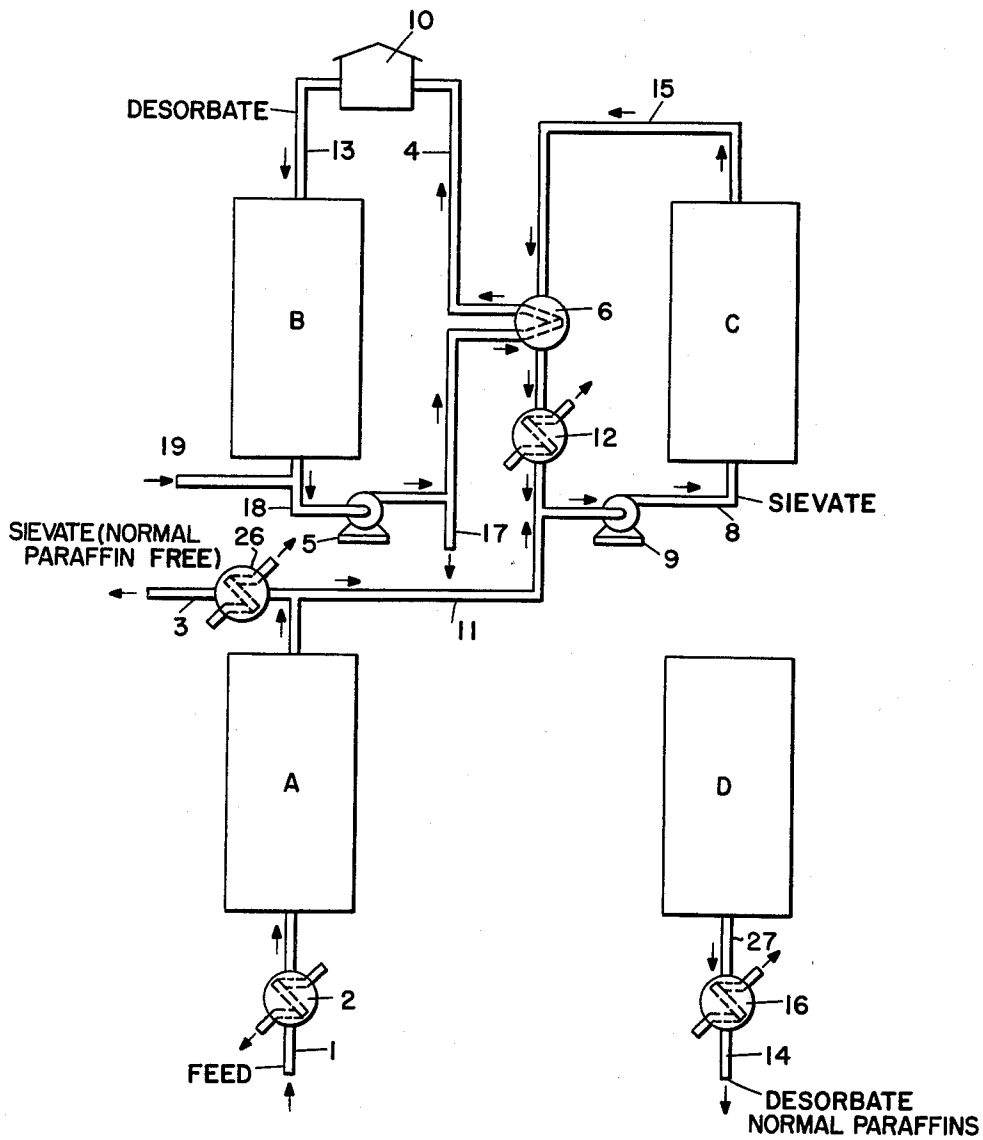 10
DESORBATE
15
13
4
6
B
C
12
19
18
5
17
SIEVATE
8
9
SIEVATE (NORMAL
PARAFFIN FREE)
26
3
11
A
D
27
2
16
1
14
FEED
DESORBATE
NORMAL PARAFFINS